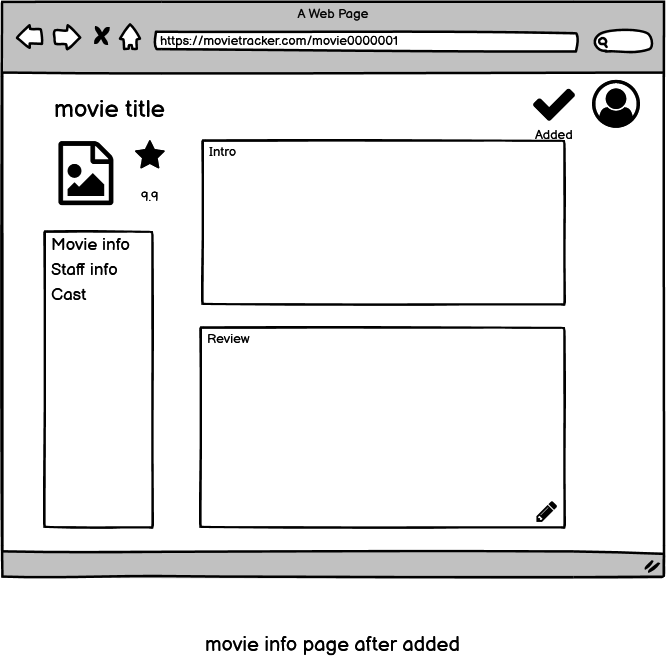 A Web Page
https://movietracker.com/movie0000001
movie title
Added
9.9
Intro
Movie info
Staff info
Cast
Review
movie info page after added